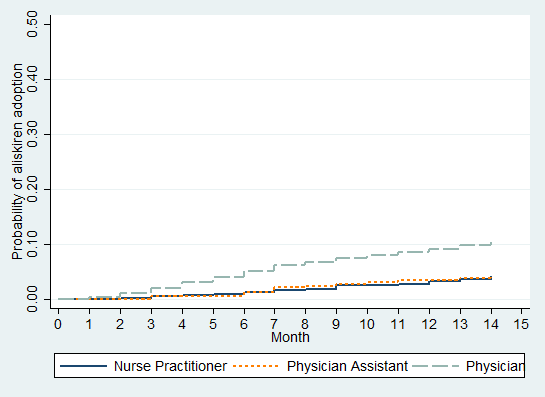 Probability of aliskiren adoption
0.50
0.40
0.30
0.20
0.10
0.00
0 1 2 3 4 5 6 7 8 9 10 11 12 13 14 15
Month
Nurse Practitioner Physician Assistant Physician